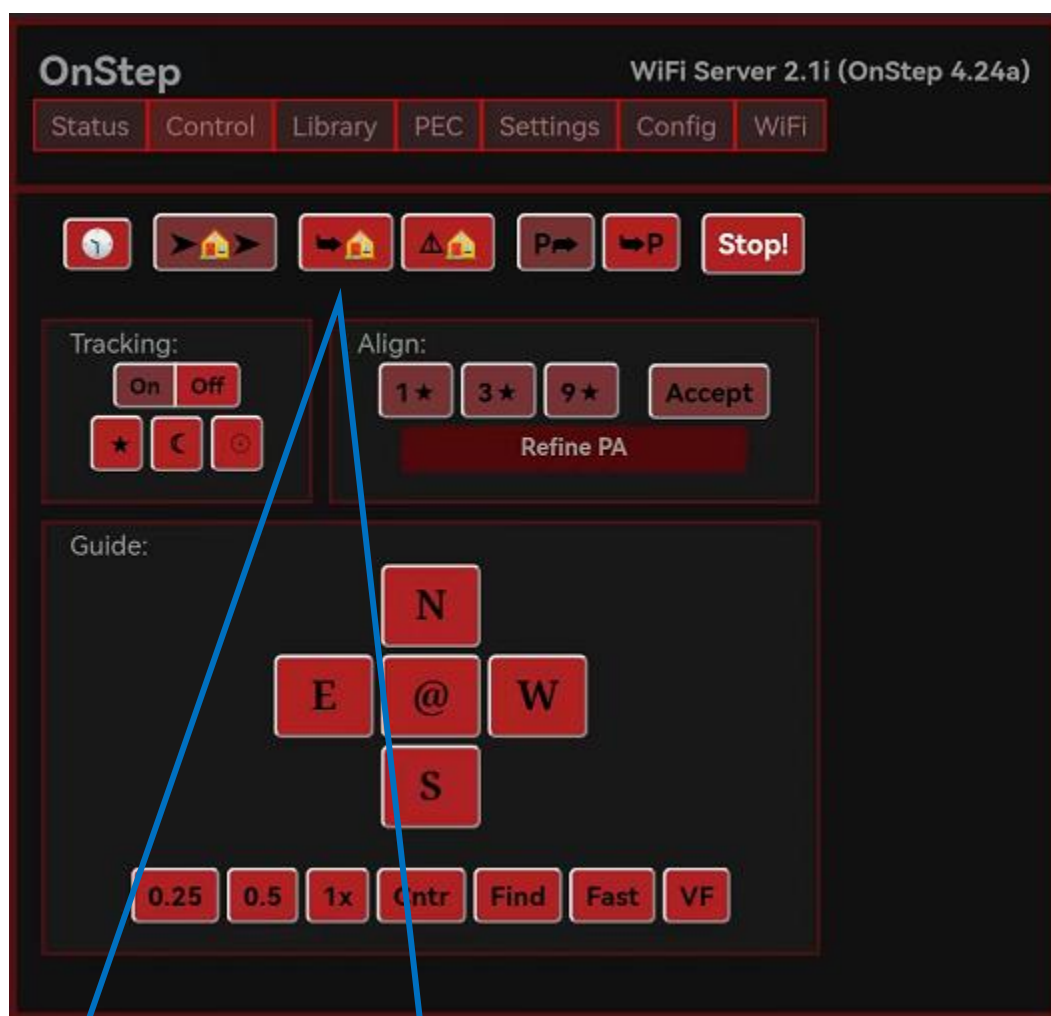 OnStep
WiFi Server 2.1i (OnStep 4.24a)
Status Control Library PEC Settings Config WiFi
P P Stop!
Tracking:
On Off
Align:
1★ 3★ 9★ Accept
Refine PA
Guide:
N
E @ W
S
0.25 0.5 1x Cntr Find Fast VF